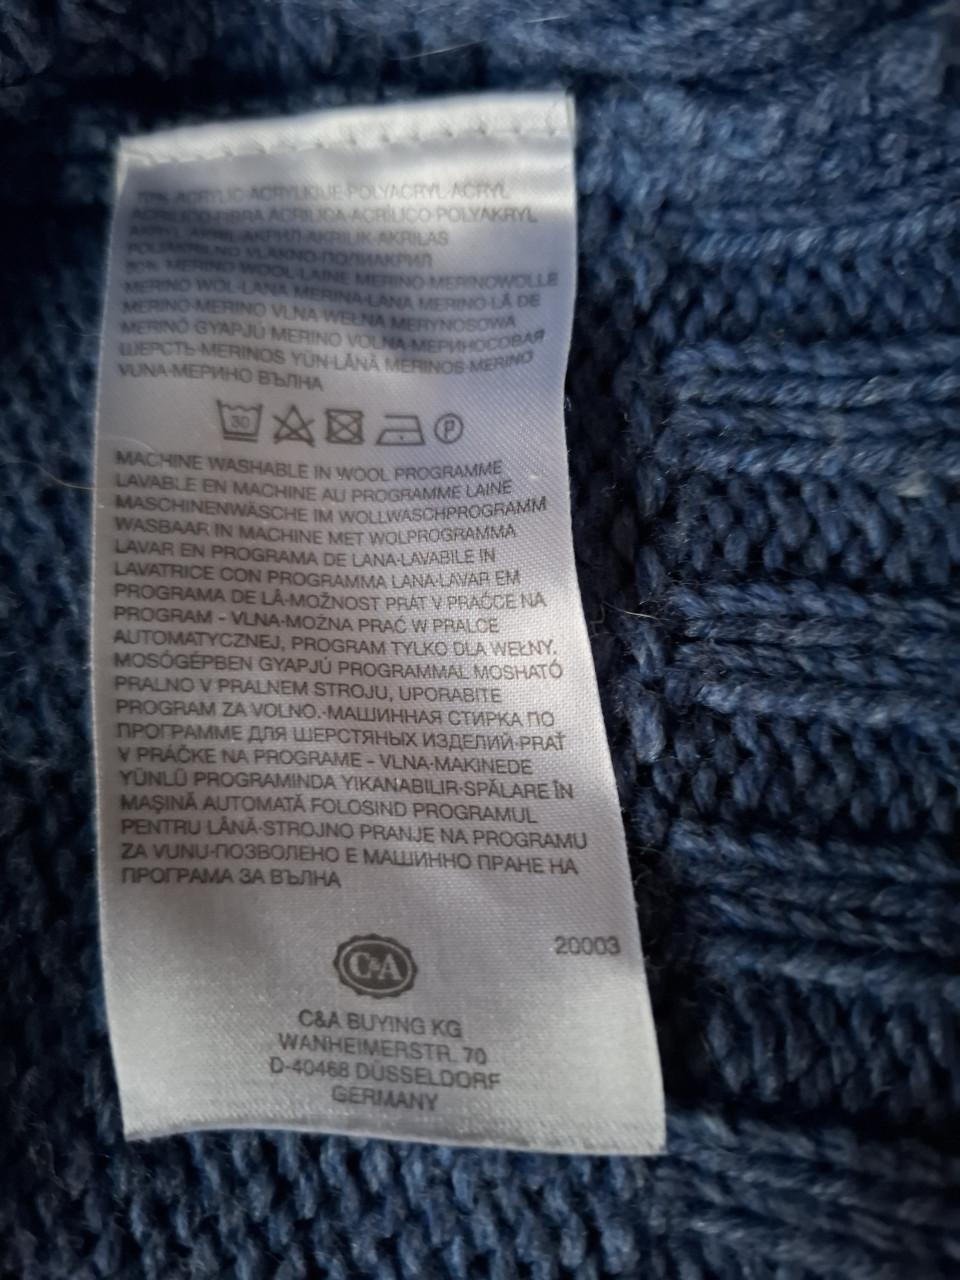 70% ACRYLIC·ACRYLIQUE·POLYACRYL·ACRYL
ACRILICO·FIBRA ACRILICA·ACRÍLICO·POLYAKRYL
AKRYL·AKRIL·АКРИЛ·AKRILIK·AKRILAS
POLIAKRILNO VLAKNO·ПОЛИАКРИЛ
30% MERINO WOOL·LAINE MERINO·MERINOWOLLE
MERINO WOL·LANA MERINA·LANA MERINO·LÃ DE
MERINO·MERINO VLNA·WEŁNA MERYNOSOWA
MERINÓ GYAPJÚ·MERINO VOLNA·МЕРИНОСОВАЯ
ШЕРСТЬ·MERINOS YÜN·LÂNĂ MERINOS·MERINO
VUNA·МЕРИНО ВЪЛНА
30 P
MACHINE WASHABLE IN WOOL PROGRAMME
LAVABLE EN MACHINE AU PROGRAMME LAINE
MASCHINENWÄSCHE IM WOLLWASCHPROGRAMM
WASBAAR IN MACHINE MET WOLPROGRAMMA
LAVAR EN PROGRAMA DE LANA·LAVABILE IN
LAVATRICE CON PROGRAMMA LANA·LAVAR EM
PROGRAMA DE LÃ·MOŽNOST PRÁT V PRAČCE NA
PROGRAM - VLNA·MOŻNA PRAĆ W PRALCE
AUTOMATYCZNEJ, PROGRAM TYLKO DLA WEŁNY.
MOSÓGÉPBEN GYAPJÚ PROGRAMMAL MOSHATÓ
PRALNO V PRALNEM STROJU, UPORABITE
PROGRAM ZA VOLNO.·МАШИННАЯ СТИРКА ПО
ПРОГРАММЕ ДЛЯ ШЕРСТЯНЫХ ИЗДЕЛИЙ·PRAŤ
V PRÁČKE NA PROGRAME - VLNA·MAKINEDE
YÜNLÜ PROGRAMINDA YIKANABILIR·SPĂLARE ÎN
MAŞINĂ AUTOMATĂ FOLOSIND PROGRAMUL
PENTRU LÂNĂ·STROJNO PRANJE NA PROGRAMU
ZA VUNU·ПОЗВОЛЕНО Е МАШИННО ПРАНЕ НА
ПРОГРАМА ЗА ВЪЛНА
20003
C&A
C&A BUYING KG
WANHEIMERSTR. 70
D-40468 DÜSSELDORF
GERMANY